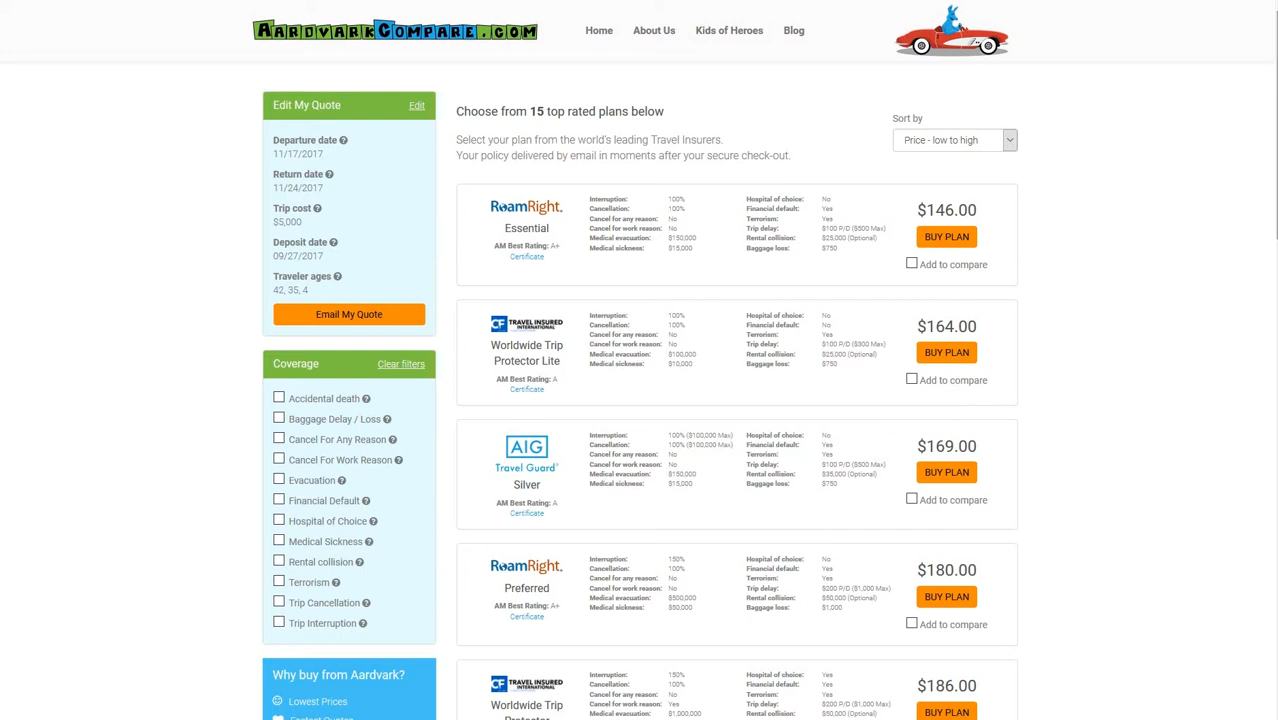 AARDVARKCOMPARE.COM
Home About Us Kids of Heroes Blog
Edit My Quote Edit
Departure date
11/17/2017
Return date
11/24/2017
Trip cost
$5,000
Deposit date
09/27/2017
Traveler ages
42, 35, 4
Email My Quote
Coverage Clear filters
Accidental death
Baggage Delay / Loss
Cancel For Any Reason
Cancel For Work Reason
Evacuation
Financial Default
Hospital of Choice
Medical Sickness
Rental collision
Terrorism
Trip Cancellation
Trip Interruption
Why buy from Aardvark?
Lowest Prices
Fastest Quotes
Choose from 15 top rated plans below
Select your plan from the world's leading Travel Insurers.
Your policy delivered by email in moments after your secure check-out.
Sort by
Price - low to high
RoamRight
Essential
AM Best Rating: A+
Certificate
Interruption: 100%
Cancellation: 100%
Cancel for any reason: No
Cancel for work reason: No
Medical evacuation: $150,000
Medical sickness: $15,000
Hospital of choice: No
Financial default: Yes
Terrorism: Yes
Trip delay: $100 P/D ($500 Max)
Rental collision: $25,000 (Optional)
Baggage loss: $750
$146.00
BUY PLAN
Add to compare
TRAVEL INSURED
INTERNATIONAL
Worldwide Trip
Protector Lite
AM Best Rating: A
Certificate
Interruption: 100%
Cancellation: 100%
Cancel for any reason: No
Cancel for work reason: No
Medical evacuation: $100,000
Medical sickness: $10,000
Hospital of choice: No
Financial default: No
Terrorism: Yes
Trip delay: $100 P/D ($300 Max)
Rental collision: $25,000 (Optional)
Baggage loss: $750
$164.00
BUY PLAN
Add to compare
AIG
Travel Guard
Silver
AM Best Rating: A
Certificate
Interruption: 100% ($100,000 Max)
Cancellation: 100% ($100,000 Max)
Cancel for any reason: No
Cancel for work reason: No
Medical evacuation: $150,000
Medical sickness: $15,000
Hospital of choice: No
Financial default: Yes
Terrorism: Yes
Trip delay: $100 P/D ($500 Max)
Rental collision: $35,000 (Optional)
Baggage loss: $750
$169.00
BUY PLAN
Add to compare
RoamRight
Preferred
AM Best Rating: A+
Certificate
Interruption: 150%
Cancellation: 100%
Cancel for any reason: No
Cancel for work reason: No
Medical evacuation: $500,000
Medical sickness: $50,000
Hospital of choice: No
Financial default: Yes
Terrorism: Yes
Trip delay: $200 P/D ($1,000 Max)
Rental collision: $50,000 (Optional)
Baggage loss: $1,000
$180.00
BUY PLAN
Add to compare
TRAVEL INSURED
INTERNATIONAL
Worldwide Trip
Protector
Interruption: 150%
Cancellation: 100%
Cancel for any reason: No
Cancel for work reason: Yes
Medical evacuation: $1,000,000
Hospital of choice: Yes
Financial default: Yes
Terrorism: Yes
Trip delay: $200 P/D ($1,000 Max)
Rental collision: $50,000 (Optional)
$186.00
BUY PLAN